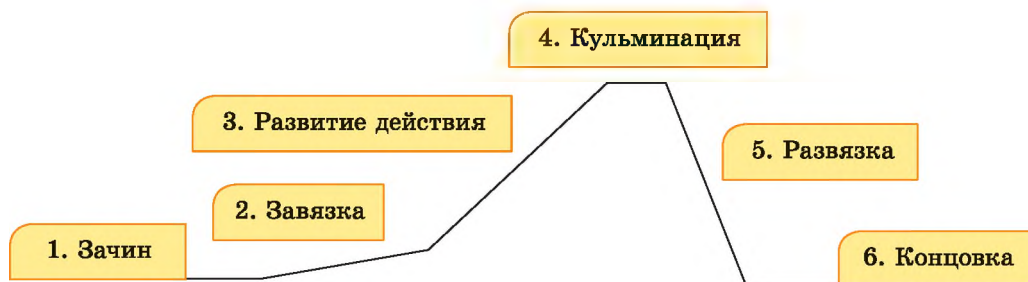 1. Зачин
2. Завязка
3. Развитие действия
4. Кульминация
5. Развязка
6. Концовка